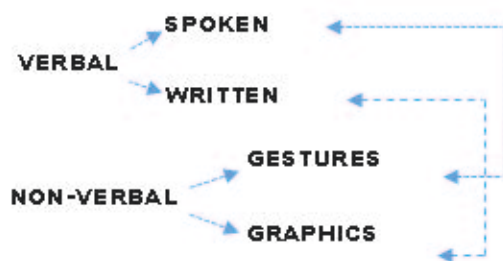 SPOKEN
VERBAL
WRITTEN
GESTURES
NON-VERBAL
GRAPHICS